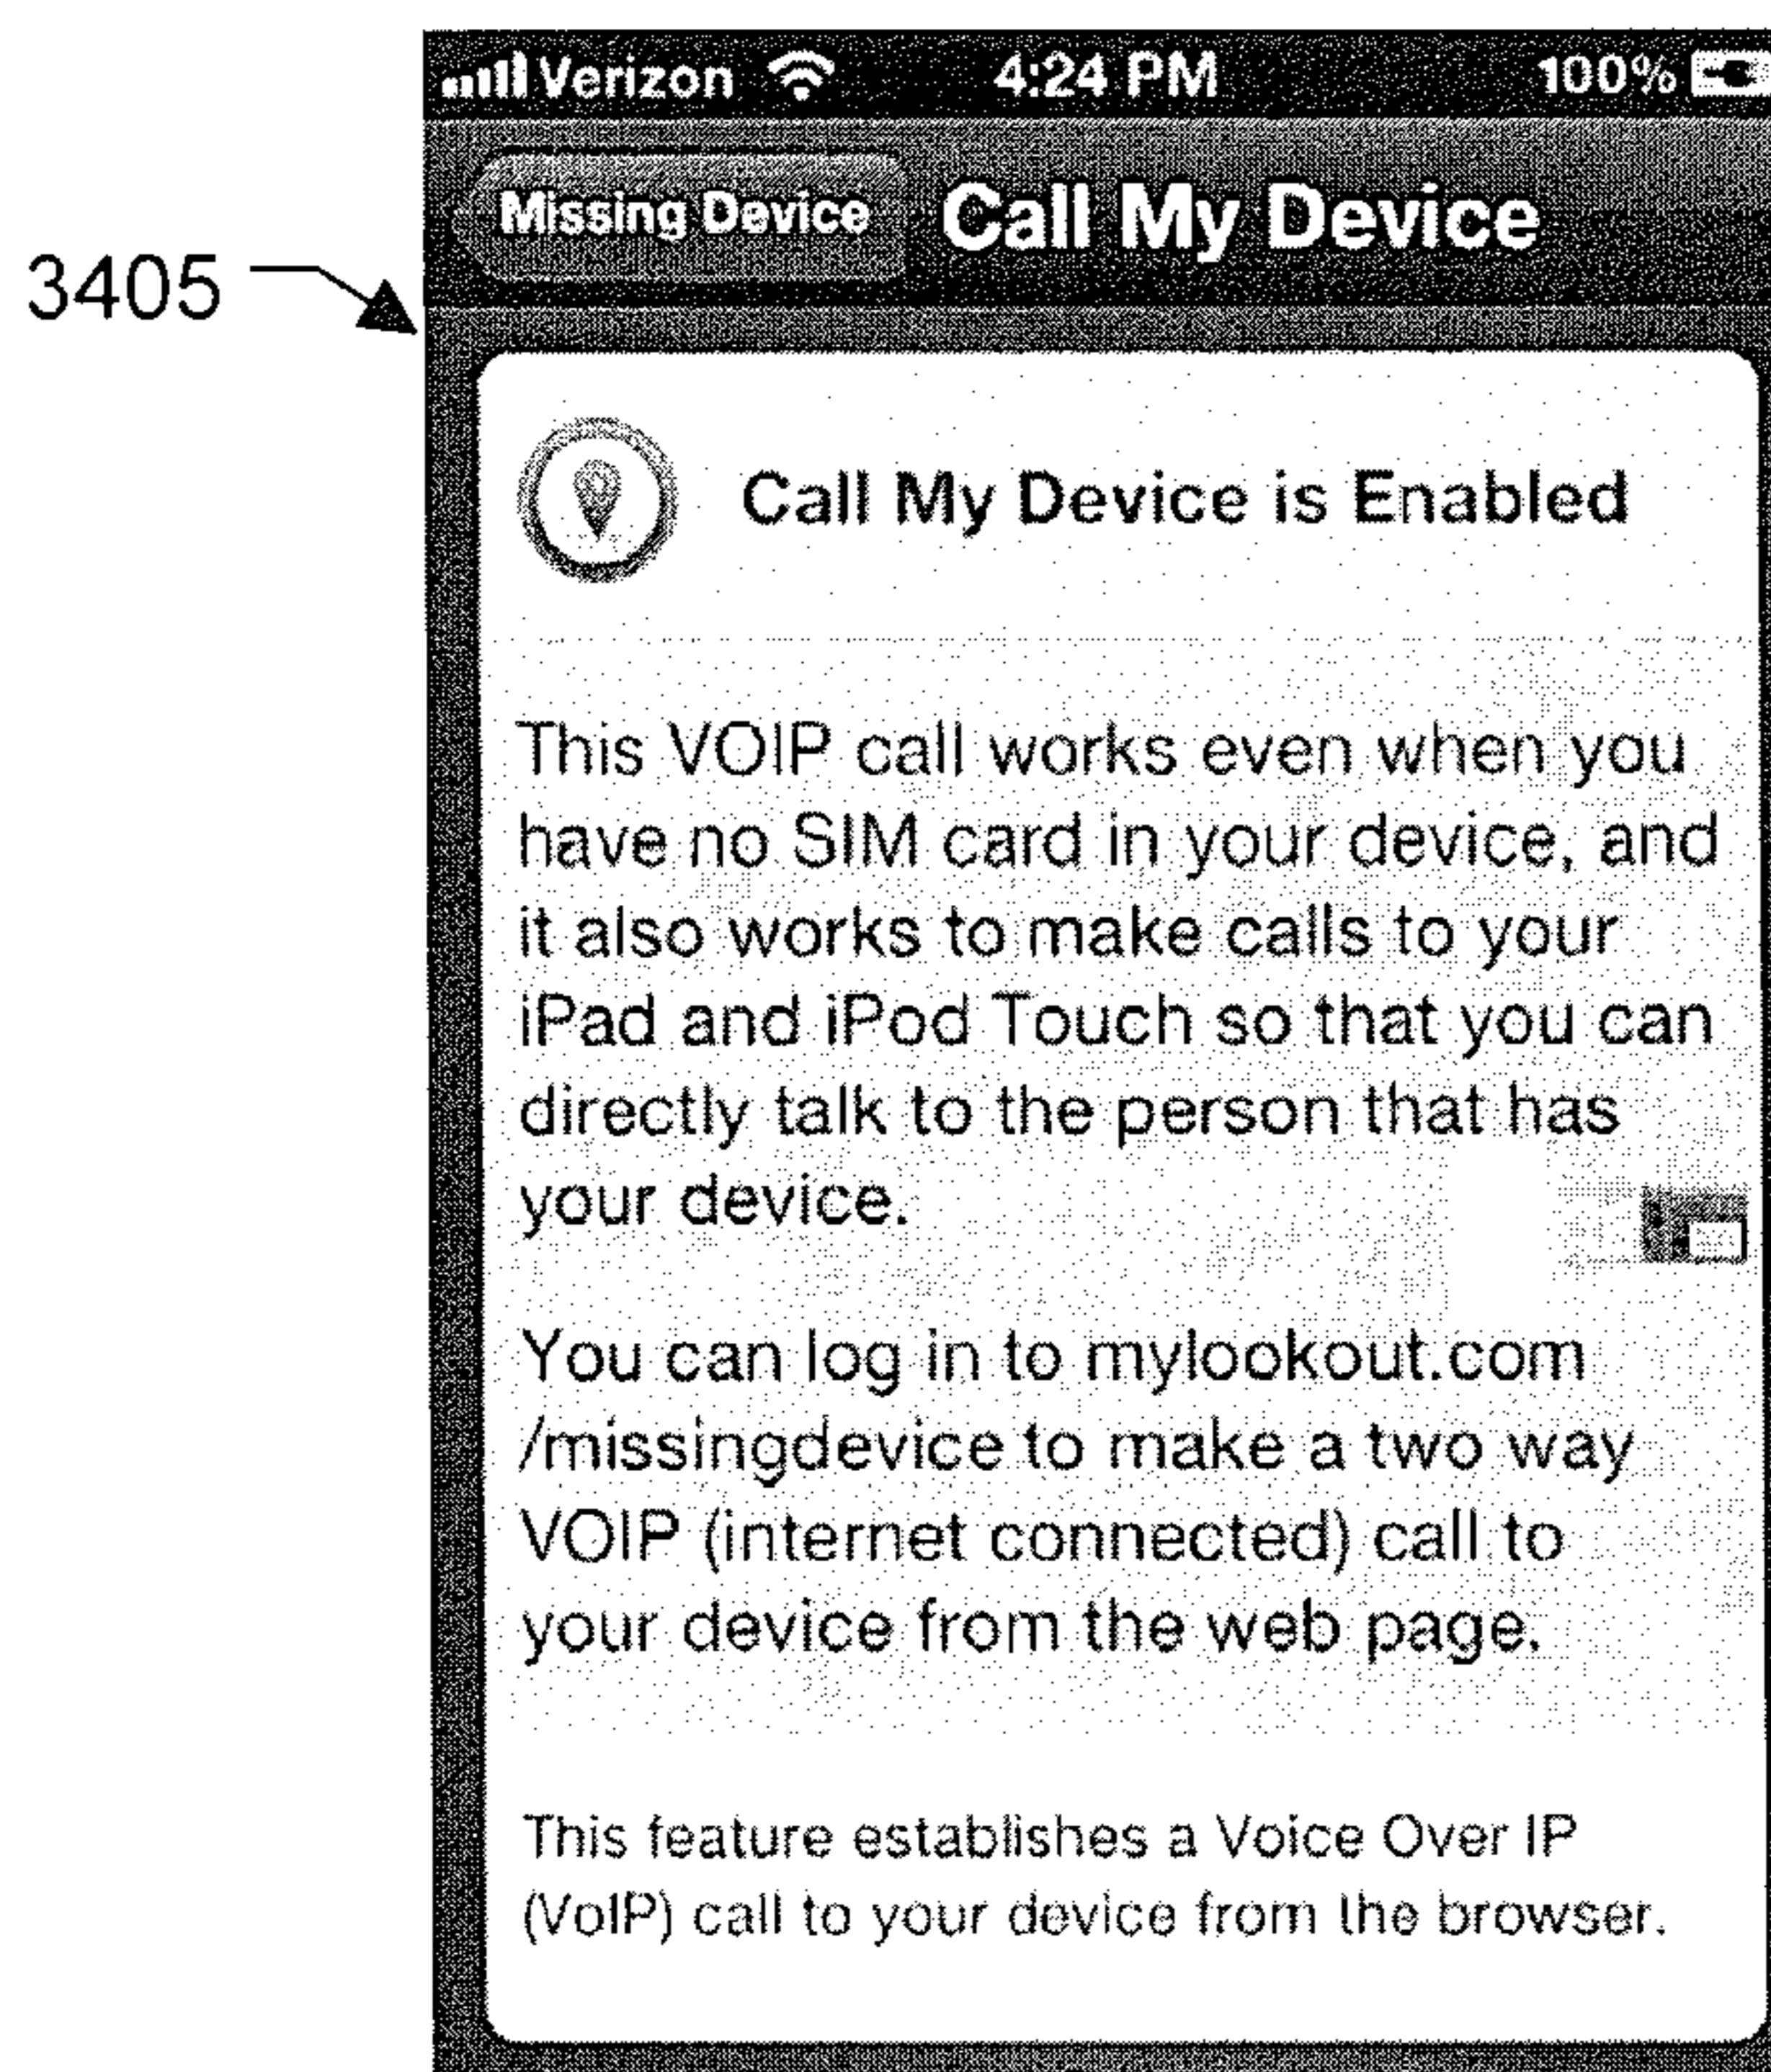 Verizon 4:24 PM 100%
Missing Device Call My Device
3405
Call My Device is Enabled
This VOIP call works even when you
have no SIM card in your device, and
it also works to make calls to your
iPad and iPod Touch so that you can
directly talk to the person that has
your device.
You can log in to mylookout.com
/missingdevice to make a two way
VOIP (internet connected) call to
your device from the web page.
This feature establishes a Voice Over IP
(VoIP) call to your device from the browser.